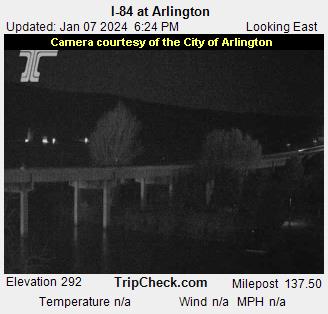 I-84 at Arlington
Updated: Jan 07 2024 6:24 PM Looking East
Camera courtesy of the City of Arlington
Elevation 292 TripCheck.com Milepost 137.50
Temperature n/a Wind n/a MPH n/a